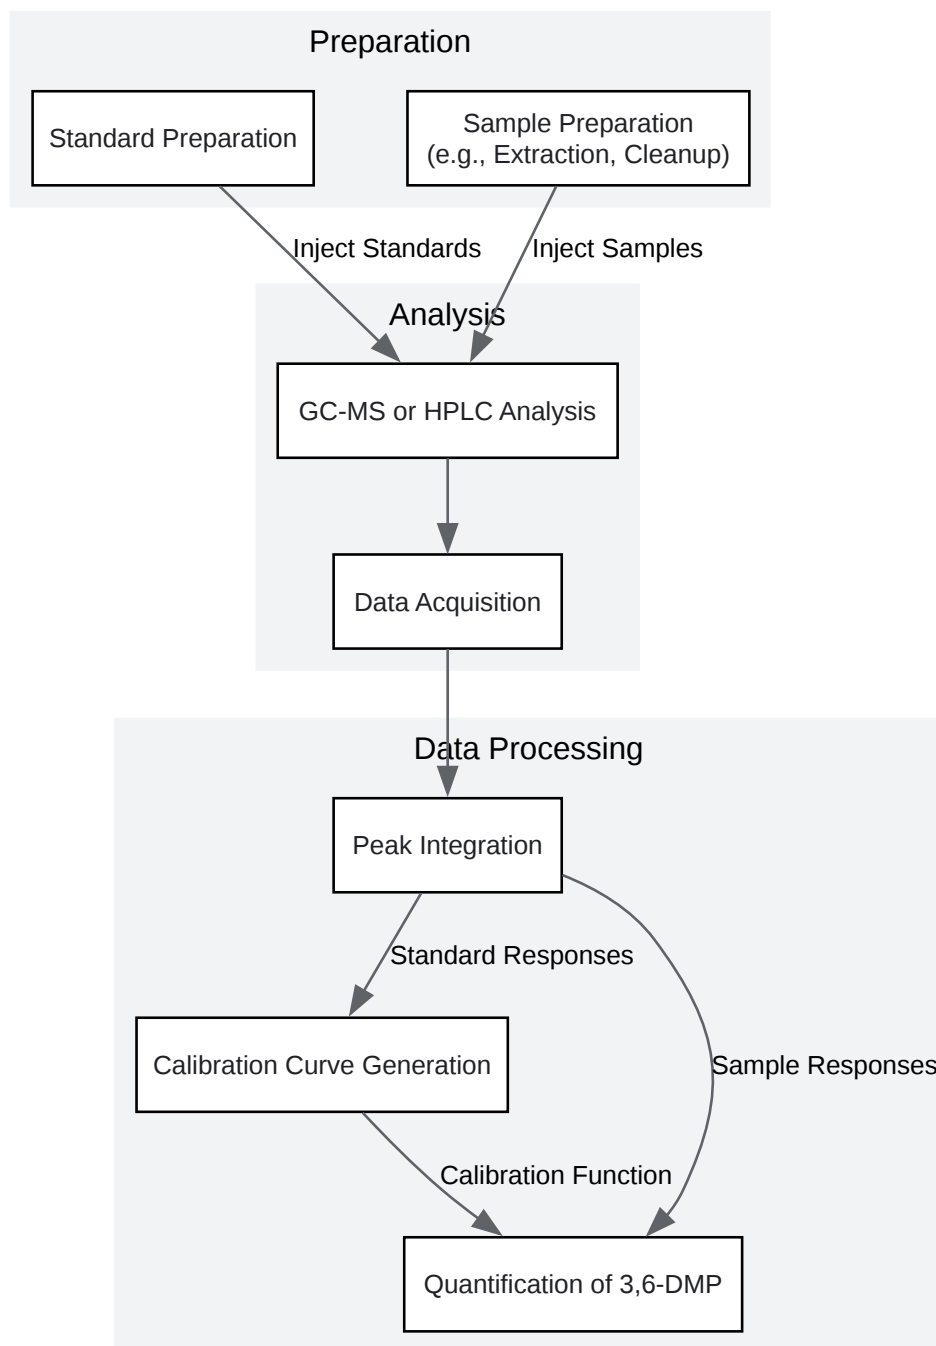 Preparation
Standard Preparation
Sample Preparation
(e.g., Extraction, Cleanup)
Inject Standards
Inject Samples
Analysis
GC-MS or HPLC Analysis
Data Acquisition
Data Processing
Peak Integration
Standard Responses
Calibration Curve Generation
Sample Responses
Calibration Function
Quantification of 3,6-DMP